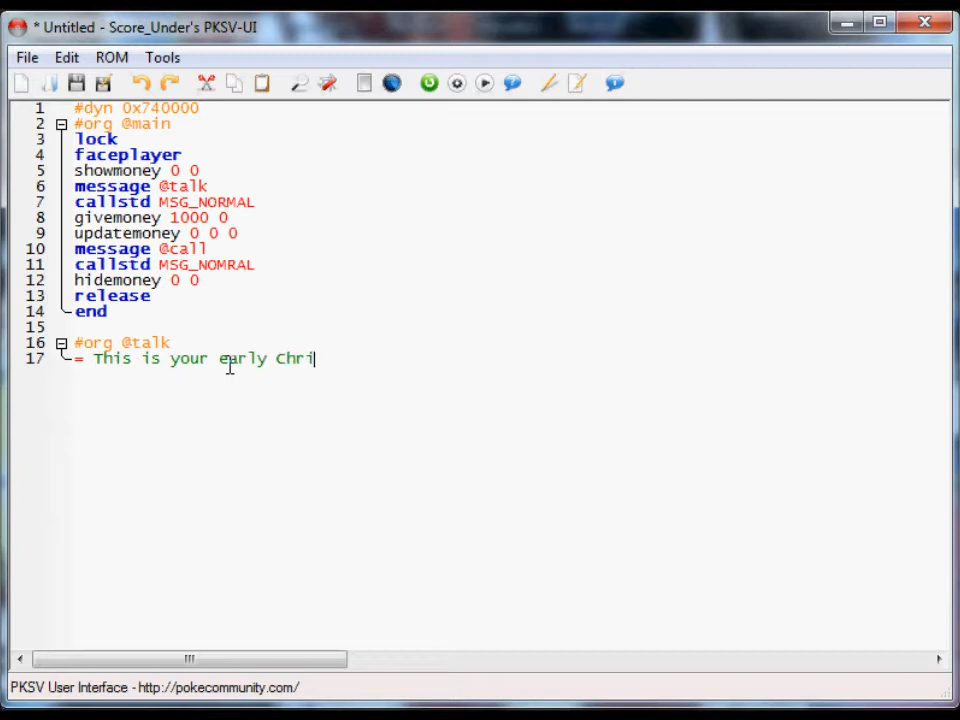 * Untitled - Score_Under's PKSV-UI
File Edit ROM Tools
1 #dyn 0x740000
2 #org @main
3 lock
4 faceplayer
5 showmoney 0 0
6 message @talk
7 callstd MSG_NORMAL
8 givemoney 1000 0
9 updatemoney 0 0 0
10 message @call
11 callstd MSG_NOMRAL
12 hidemoney 0 0
13 release
14 end
15
16 #org @talk
17 = This is your early Chri
PKSV User Interface - http://pokecommunity.com/